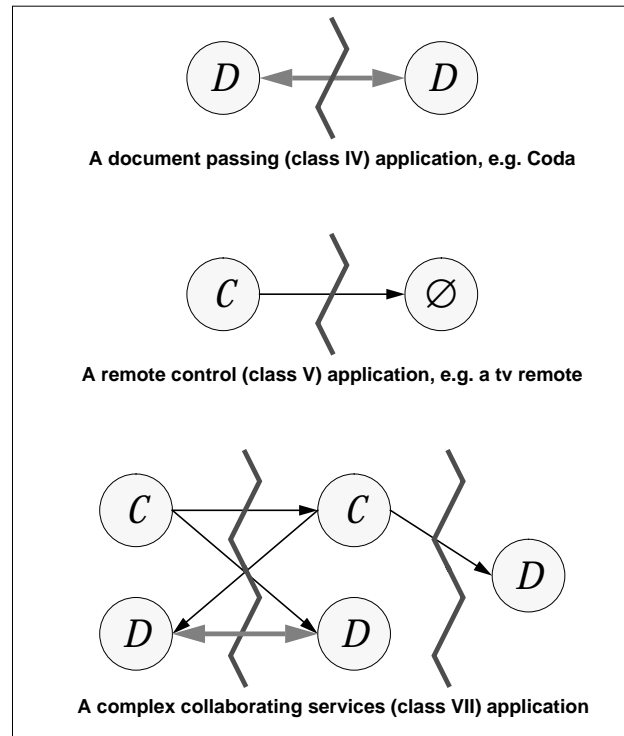 D D
A document passing (class IV) application, e.g. Coda
C ∅
A remote control (class V) application, e.g. a tv remote
C C
D
D D
A complex collaborating services (class VII) application